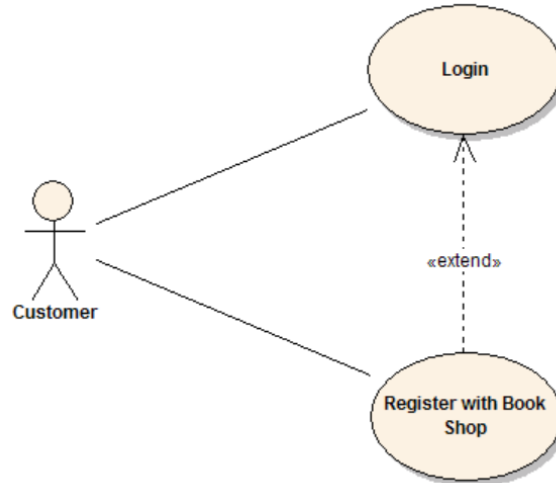 Login
«extend»
Customer
Register with Book
Shop